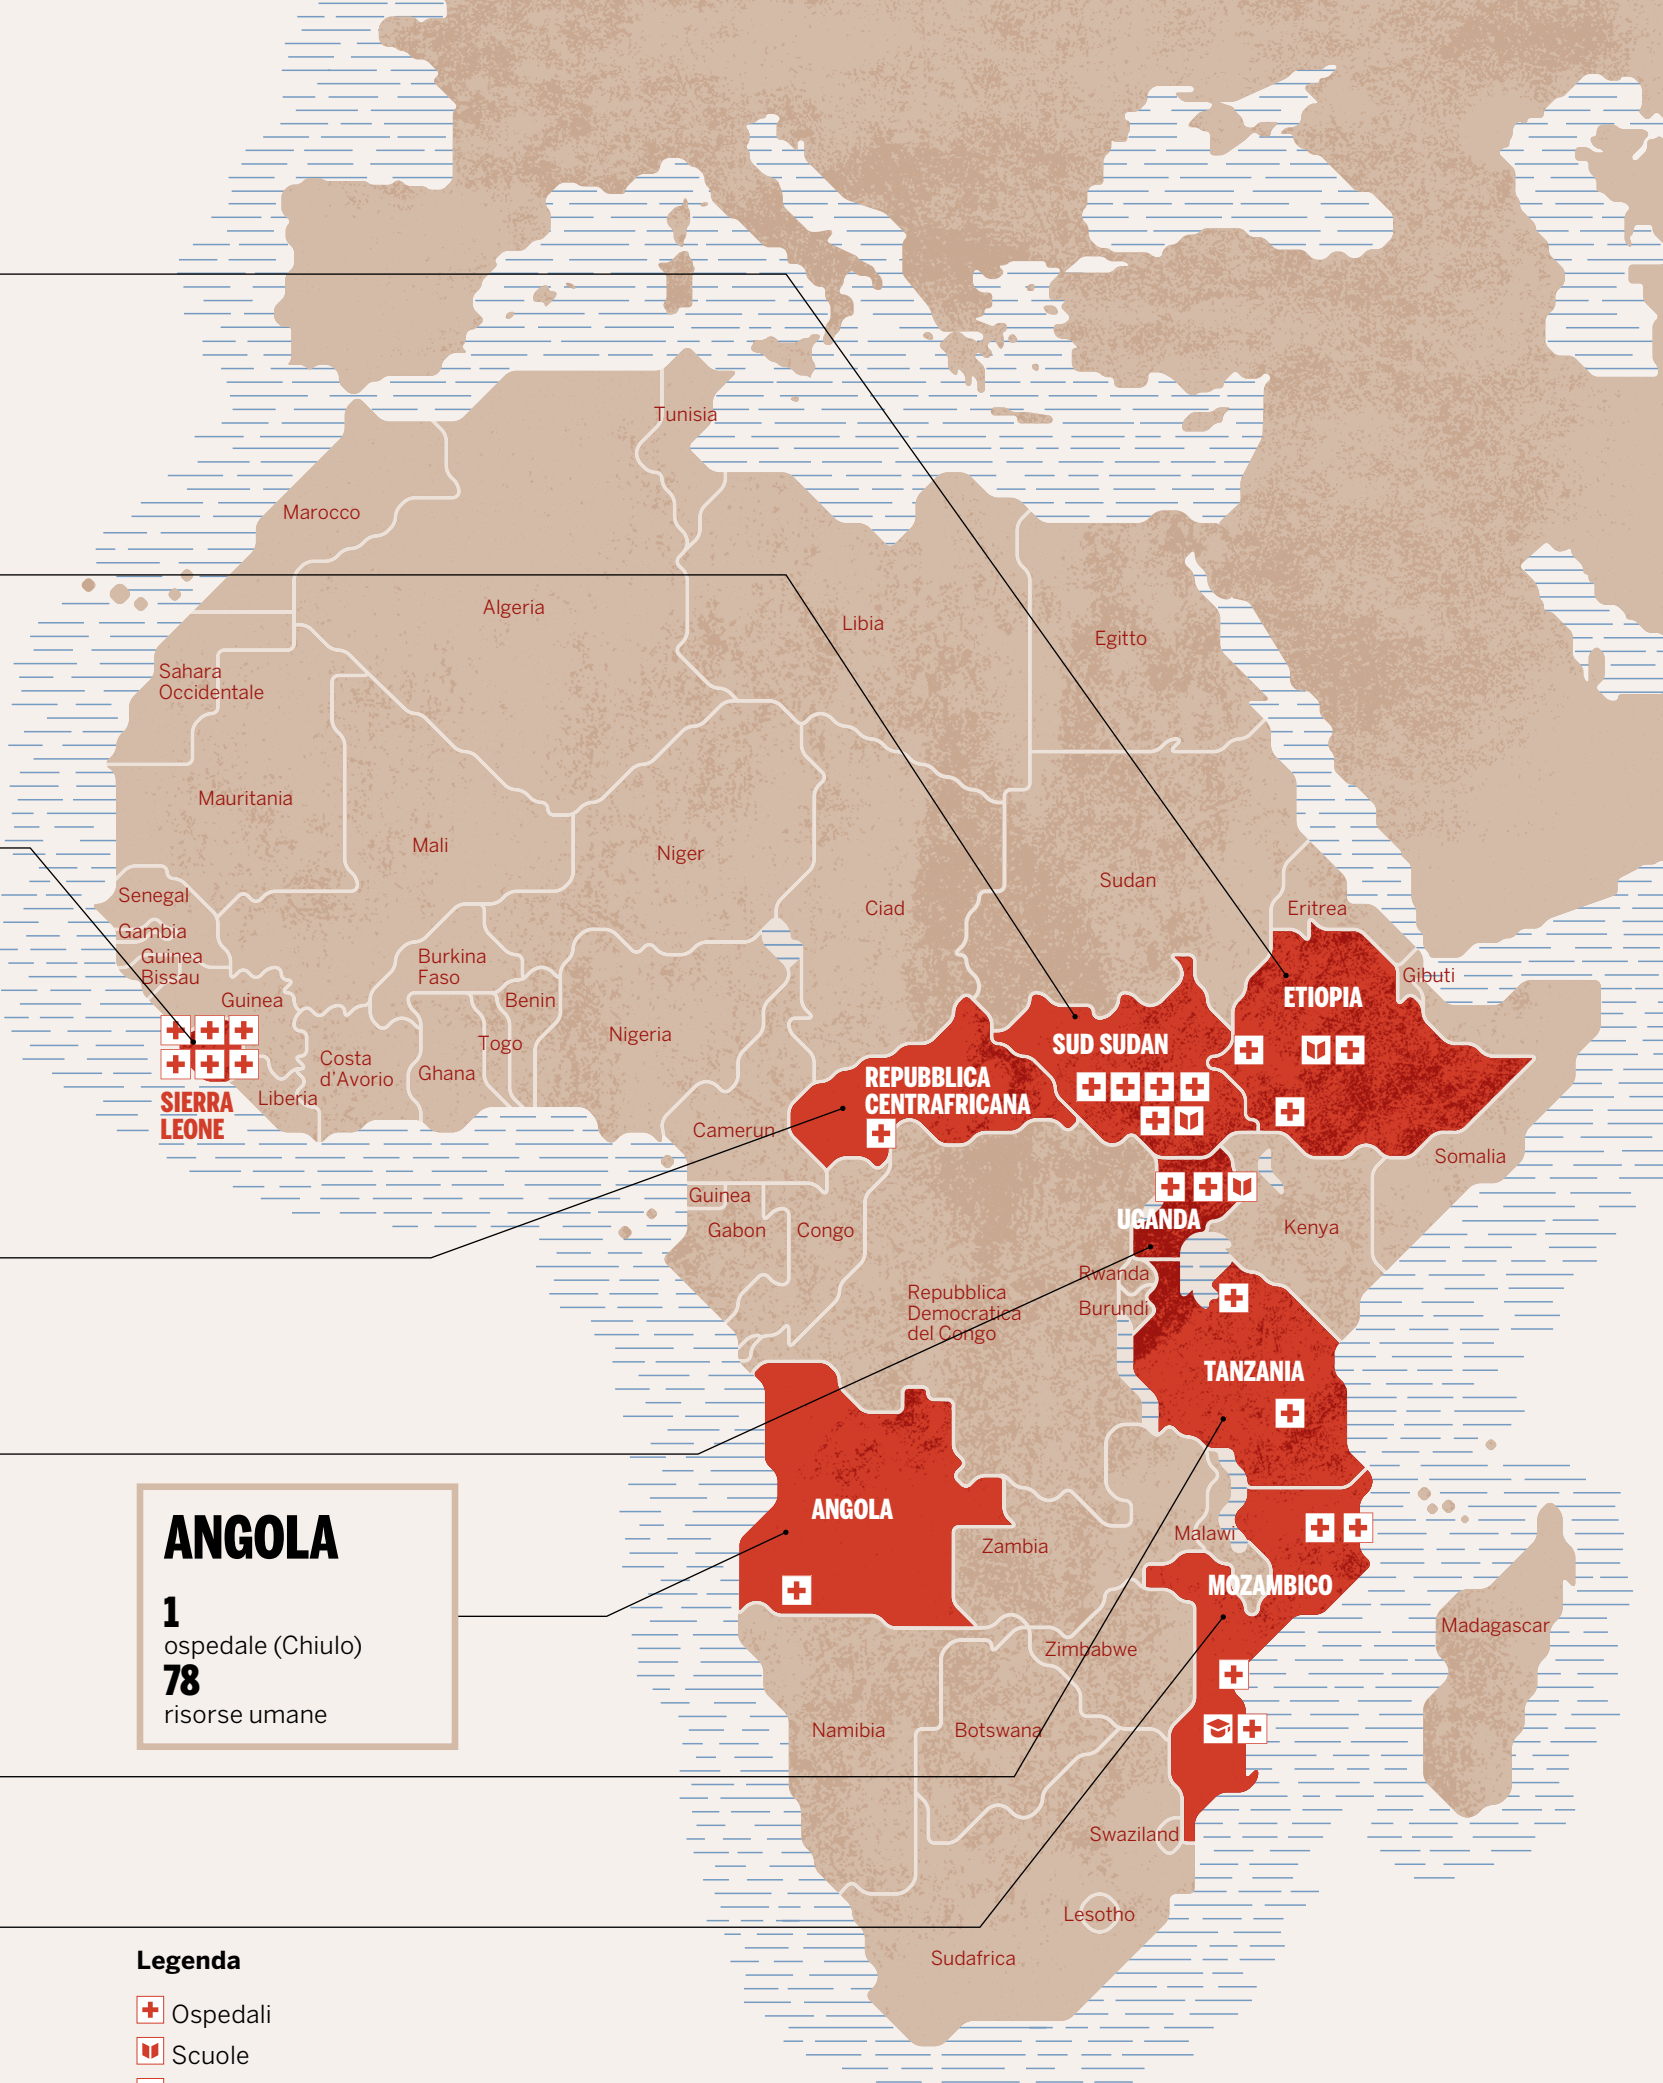 Tunisia
Marocco
Algeria
Libia
Egitto
Sahara
Occidentale
Mauritania
Mali
Niger
Ciad
Sudan
Eritrea
Senegal
Gambia
Guinea
Bissau
Guinea
Burkina
Faso
Benin
Togo
Nigeria
Costa
d'Avorio
Ghana
Liberia
SIERRA
LEONE
Gibuti
ETIOPIA
SUD SUDAN
REPUBBLICA
CENTRAFRICANA
Camerun
Somalia
Guinea
Gabon
Congo
UGANDA
Kenya
Rwanda
Burundi
Repubblica
Democratica
del Congo
TANZANIA
ANGOLA
Zambia
Malawi
MOZAMBICO
Madagascar
Zimbabwe
Namibia
Botswana
Swaziland
Lesotho
Sudafrica
ANGOLA
1
ospedale (Chiulo)
78
risorse umane
Legenda
Ospedali
Scuole